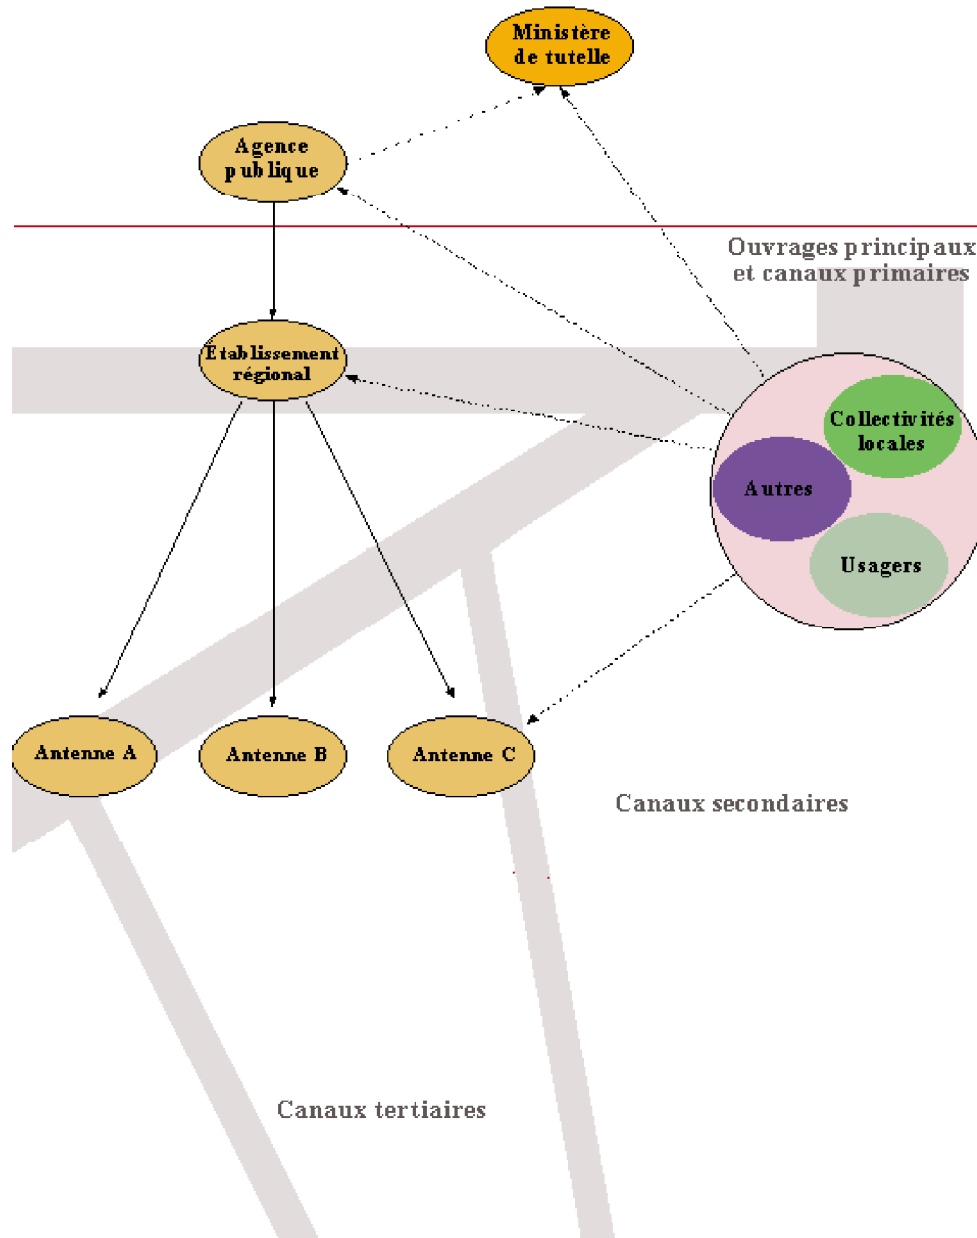 Ministère
de tutelle
Agence
publique
Ouvrages principaux
et canaux primaires
Établissement
régional
Collectivités
locales
Autres
Usagers
Antenne A
Antenne B
Antenne C
Canaux secondaires
Canaux tertiaires